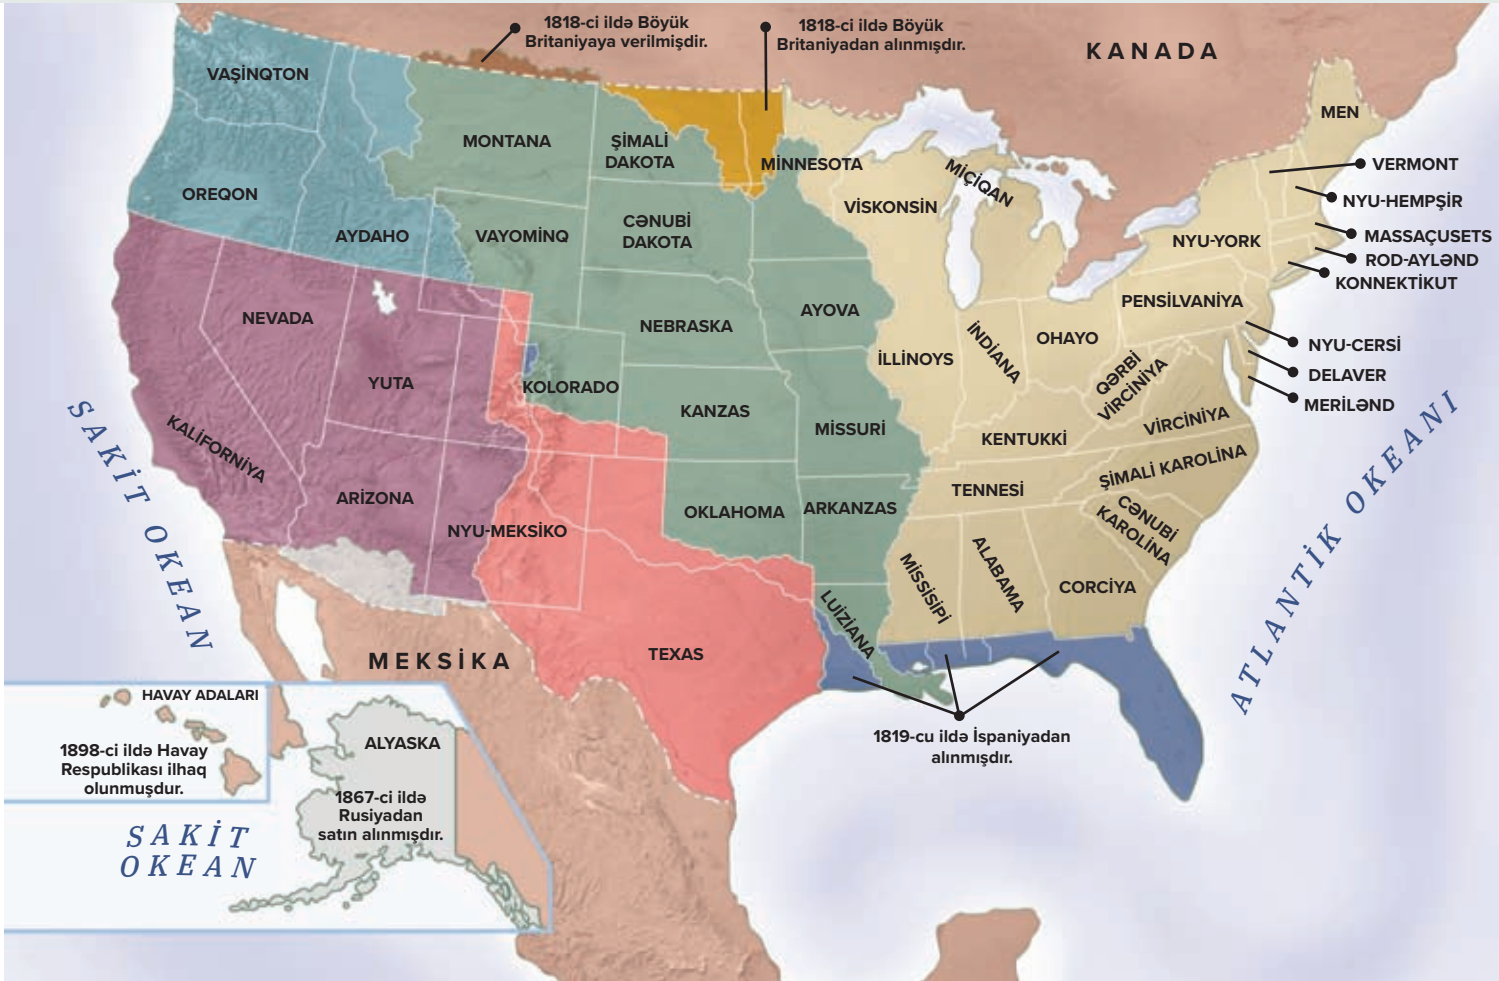 1818-ci ildə Böyük
Britaniyaya verilmişdir.
1818-ci ildə Böyük
Britaniyadan alınmışdır.
KANADA
VAŞİNQTON
MONTANA
ŞİMALİ
DAKOTA
MİNNESOTA
MEN
VERMONT
OREQON
AYDAHO
VAYOMİNQ
CƏNUBİ
DAKOTA
VİSKONSİN
MİÇİQAN
NYU-YORK
NYU-HEMPŞİR
MASSAÇUSETS
ROD-AYLƏND
KONNEKTİKUT
NEVADA
NEBRASKA
AYOVA
PENSİLVANİYA
İLLİNOYS
İNDİANA
OHAYO
NYU-CERSİ
DELAVER
MERİLƏND
YUTA
KOLORADO
KANZAS
MİSSURİ
QƏRBİ
VİRCİNİYA
VİRCİNİYA
KENTUKKİ
KALİFORNİYA
ARİZONA
NYU-MEKSİKO
OKLAHOMA
ARKANZAS
TENNESİ
ŞİMALİ KAROLİNA
CƏNUBİ
KAROLİNA
MİSSİSİPİ
ALABAMA
CORCİYA
LUİZİANA
TEXAS
MEKSİKA
SAKİT OKEAN
ATLANTİK OKEANI
1819-cu ildə İspaniyadan
alınmışdır.
HAVAY ADALARI
1898-ci ildə Havay
Respublikası ilhaq
olunmuşdur.
ALYASKA
1867-ci ildə
Rusiyadan
satın alınmışdır.
SAKİT
OKEAN